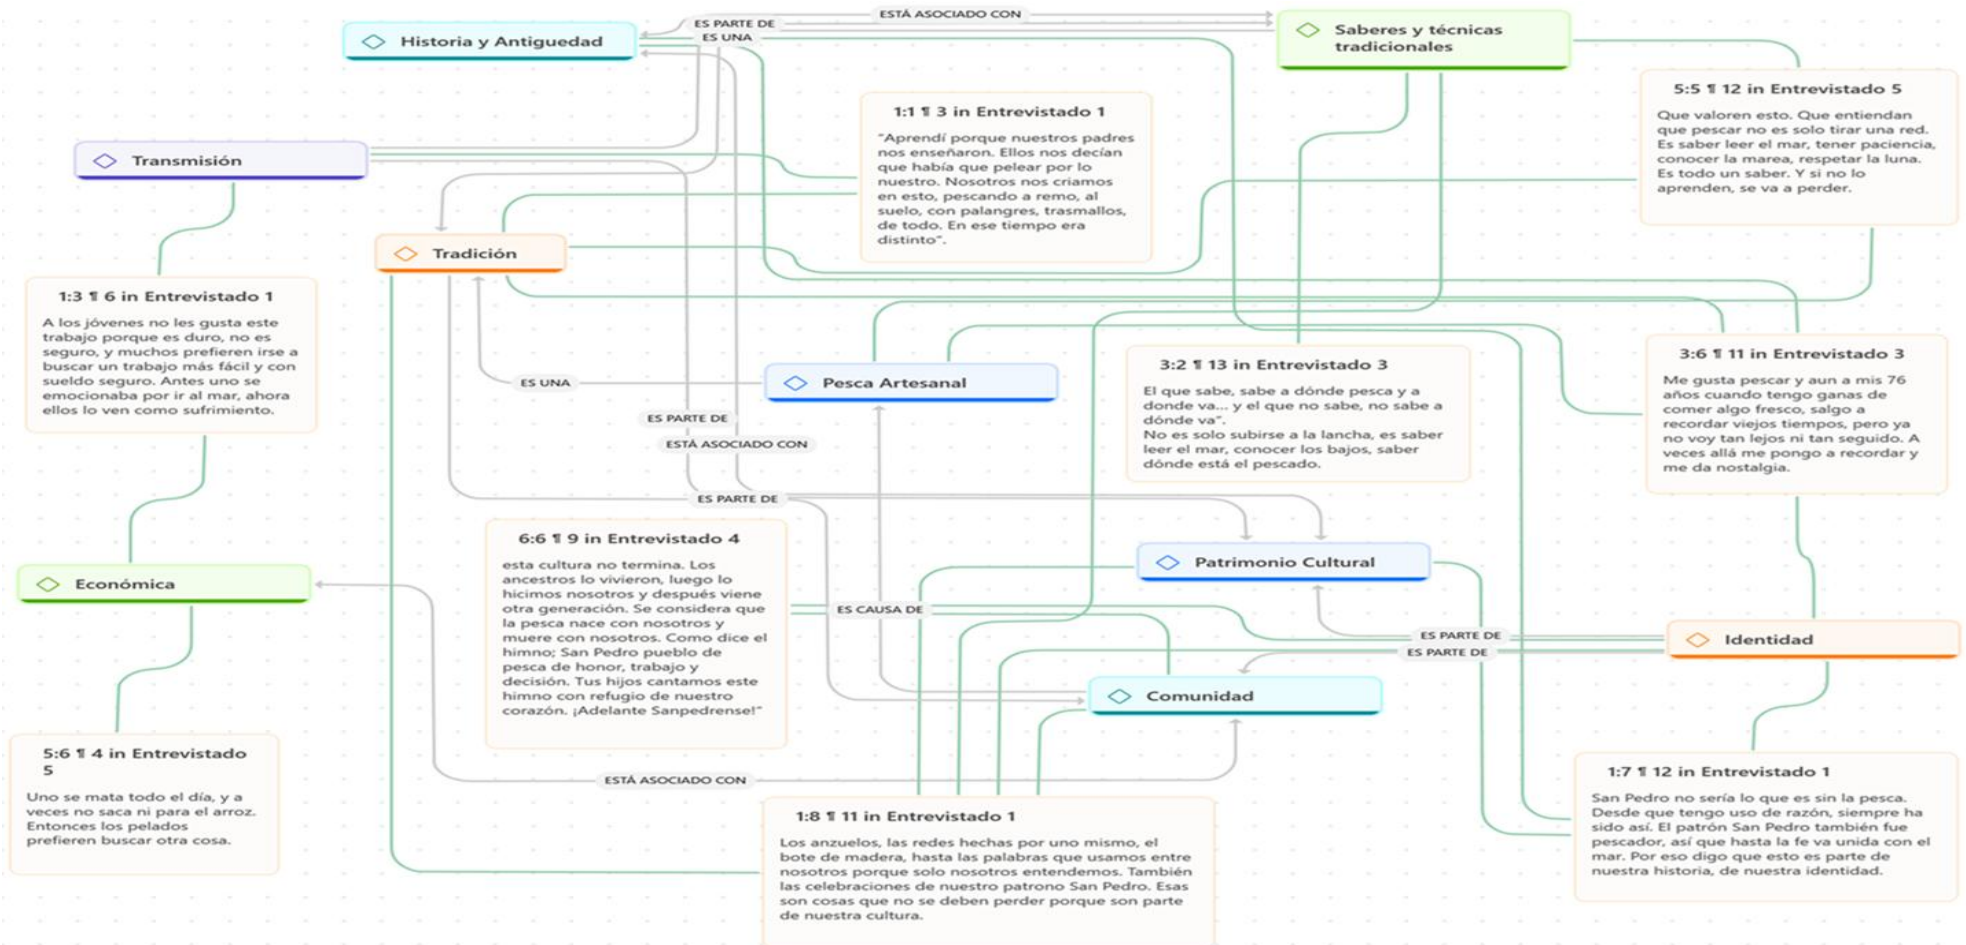 ESTÁ ASOCIADO CON
ES PARTE DE
ES UNA
Historia y Antiguedad
Saberes y técnicas
tradicionales
5:5 ¶ 12 in Entrevistado 5
Que valoren esto. Que entiendan
que pescar no es solo tirar una red.
Es saber leer el mar, tener paciencia,
conocer la marea, respetar la luna.
Es todo un saber. Y si no lo
aprenden, se va a perder.
1:1 ¶ 3 in Entrevistado 1
“Aprendí porque nuestros padres
nos enseñaron. Ellos nos decían
que había que pelear por lo
nuestro. Nosotros nos criamos
en esto, pescando a remo, al
suelo, con palangres, trasmallos,
de todo. En ese tiempo era
distinto”.
Transmisión
Tradición
1:3 ¶ 6 in Entrevistado 1
A los jóvenes no les gusta este
trabajo porque es duro, no es
seguro, y muchos prefieren irse a
buscar un trabajo más fácil y con
sueldo seguro. Antes uno se
emocionaba por ir al mar, ahora
ellos lo ven como sufrimiento.
ES UNA
Pesca Artesanal
3:2 ¶ 13 in Entrevistado 3
El que sabe, sabe a dónde pesca y a
donde va... y el que no sabe, no sabe a
dónde va”.
No es solo subirse a la lancha, es saber
leer el mar, conocer los bajos, saber
dónde está el pescado.
3:6 ¶ 11 in Entrevistado 3
Me gusta pescar y aun a mis 76
años cuando tengo ganas de
comer algo fresco, salgo a
recordar viejos tiempos, pero ya
no voy tan lejos ni tan seguido. A
veces allá me pongo a recordar y
me da nostalgia.
ES PARTE DE
ESTÁ ASOCIADO CON
ES PARTE DE
6:6 ¶ 9 in Entrevistado 4
esta cultura no termina. Los
ancestros lo vivieron, luego lo
hicimos nosotros y después viene
otra generación. Se considera que
la pesca nace con nosotros y
muere con nosotros. Como dice el
himno; San Pedro pueblo de
pesca de honor, trabajo y
decisión. Tus hijos cantamos este
himno con refugio de nuestro
corazón. ¡Adelante Sanpedrense!”
Patrimonio Cultural
Económica
ES CAUSA DE
ES PARTE DE
ES PARTE DE
Identidad
Comunidad
5:6 ¶ 4 in Entrevistado
5
Uno se mata todo el día, y a
veces no saca ni para el arroz.
Entonces los pelados
prefieren buscar otra cosa.
ESTÁ ASOCIADO CON
1:8 ¶ 11 in Entrevistado 1
Los anzuelos, las redes hechas por uno mismo, el
bote de madera, hasta las palabras que usamos entre
nosotros porque solo nosotros entendemos. También
las celebraciones de nuestro patrono San Pedro. Esas
son cosas que no se deben perder porque son parte
de nuestra cultura.
1:7 ¶ 12 in Entrevistado 1
San Pedro no sería lo que es sin la pesca.
Desde que tengo uso de razón, siempre ha
sido así. El patrón San Pedro también fue
pescador, así que hasta la fe va unida con el
mar. Por eso digo que esto es parte de
nuestra historia, de nuestra identidad.